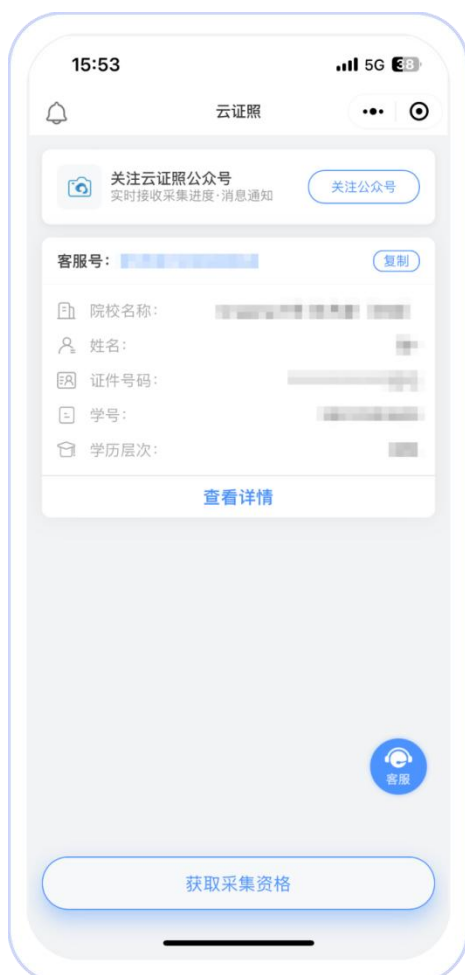 15:53
5G 38
云证照
关注云证照公众号
实时接收采集进度·消息通知
关注公众号
客服号:
复制
院校名称:
姓名:
证件号码:
学号:
学历层次:
查看详情
客服
获取采集资格